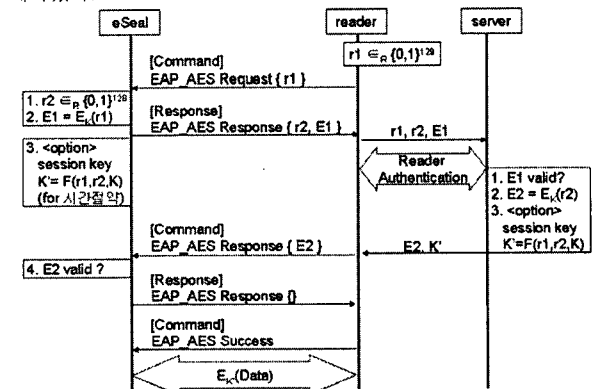 eSeal
reader
server
r1 ∈R {0,1}¹²⁸
[Command]
EAP_AES Request { r1 }
1. r2 ∈R {0,1}¹²⁸
2. E1 = EK(r1)
[Response]
EAP_AES Response { r2, E1 }
r1, r2, E1
3. <option>
session key
K'= F(r1,r2,K)
(for 시간절약)
Reader
Authentication
1. E1 valid?
2. E2 = EK(r2)
3. <option>
session key
K'=F(r1,r2,K)
[Command]
EAP_AES Response { E2 }
E2, K'
4. E2 valid ?
[Response]
EAP_AES Response {}
[Command]
EAP_AES Success
EK'(Data)